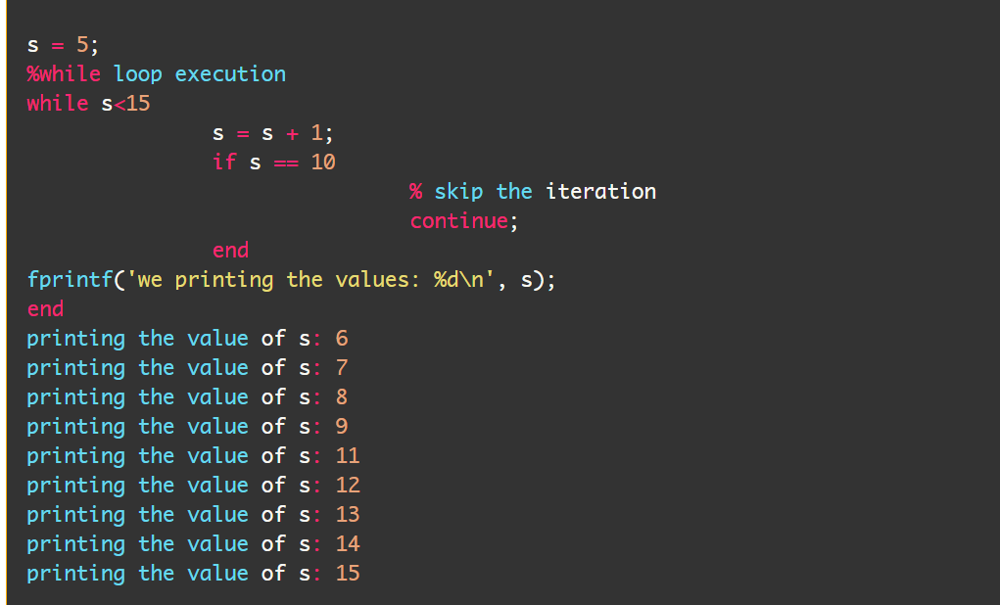 s = 5;
%while loop execution
while s<15
s = s + 1;
if s == 10
% skip the iteration
continue;
end
fprintf('we printing the values: %d\n', s);
end
printing the value of s: 6
printing the value of s: 7
printing the value of s: 8
printing the value of s: 9
printing the value of s: 11
printing the value of s: 12
printing the value of s: 13
printing the value of s: 14
printing the value of s: 15